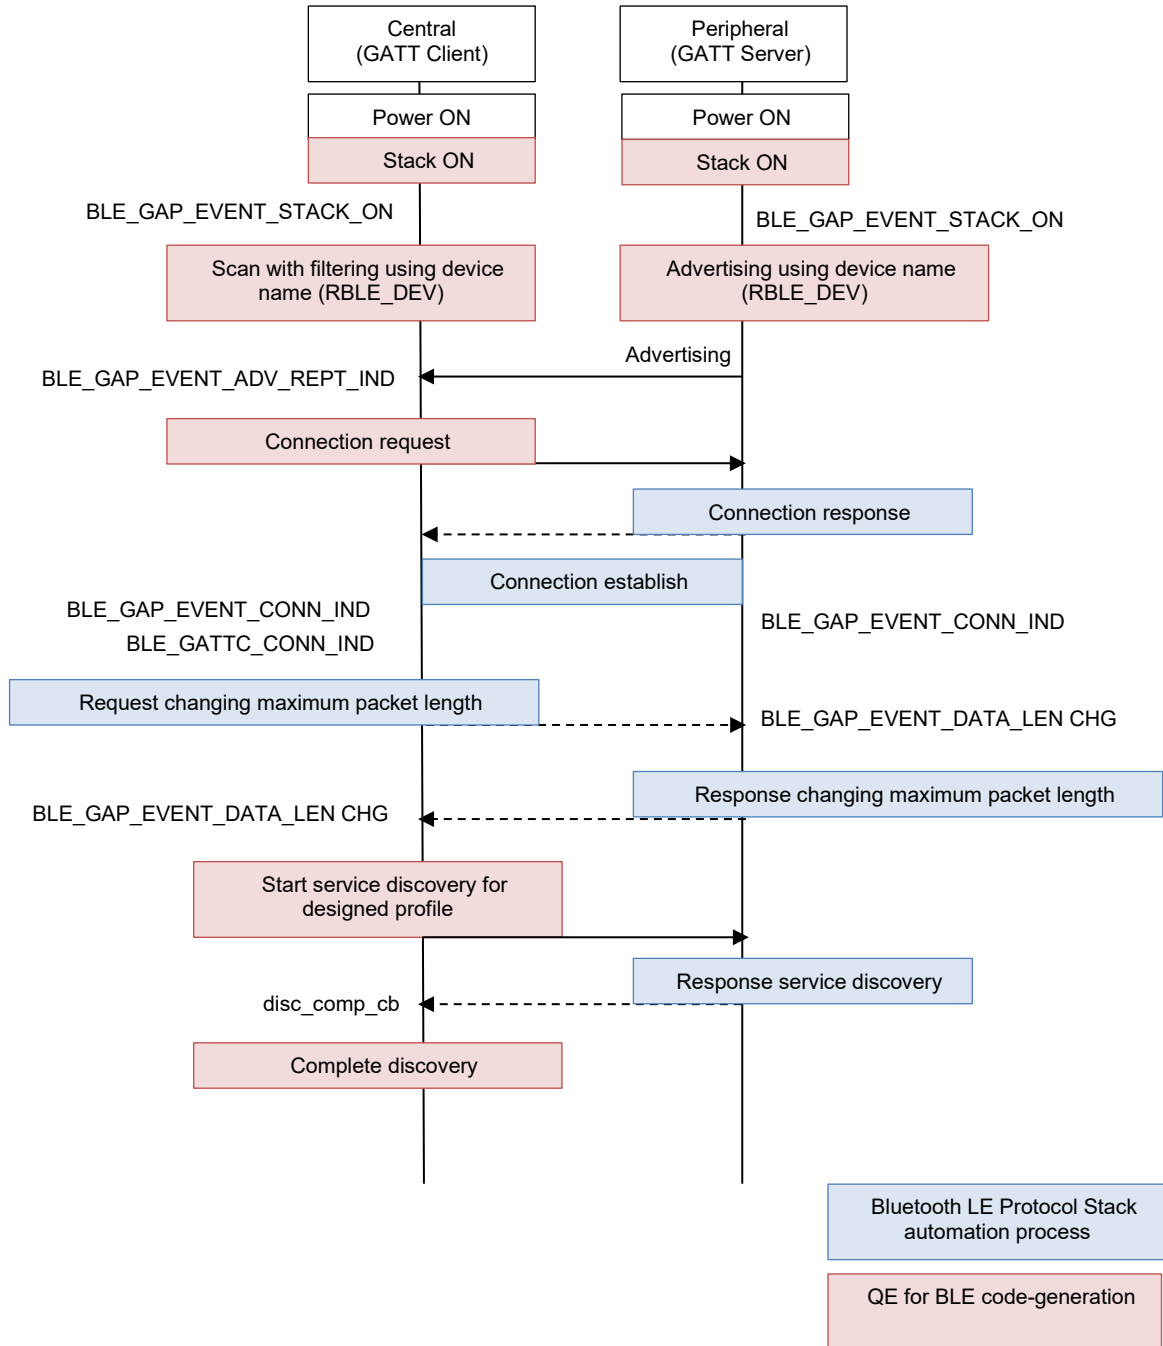 Central
(GATT Client)
Peripheral
(GATT Server)
Power ON
Power ON
Stack ON
Stack ON
BLE_GAP_EVENT_STACK_ON
BLE_GAP_EVENT_STACK_ON
Scan with filtering using device
name (RBLE_DEV)
Advertising using device name
(RBLE_DEV)
Advertising
BLE_GAP_EVENT_ADV_REPT_IND
Connection request
Connection response
Connection establish
BLE_GAP_EVENT_CONN_IND
BLE_GATTC_CONN_IND
BLE_GAP_EVENT_CONN_IND
Request changing maximum packet length
BLE_GAP_EVENT_DATA_LEN CHG
Response changing maximum packet length
BLE_GAP_EVENT_DATA_LEN CHG
Start service discovery for
designed profile
Response service discovery
disc_comp_cb
Complete discovery
Bluetooth LE Protocol Stack
automation process
QE for BLE code-generation